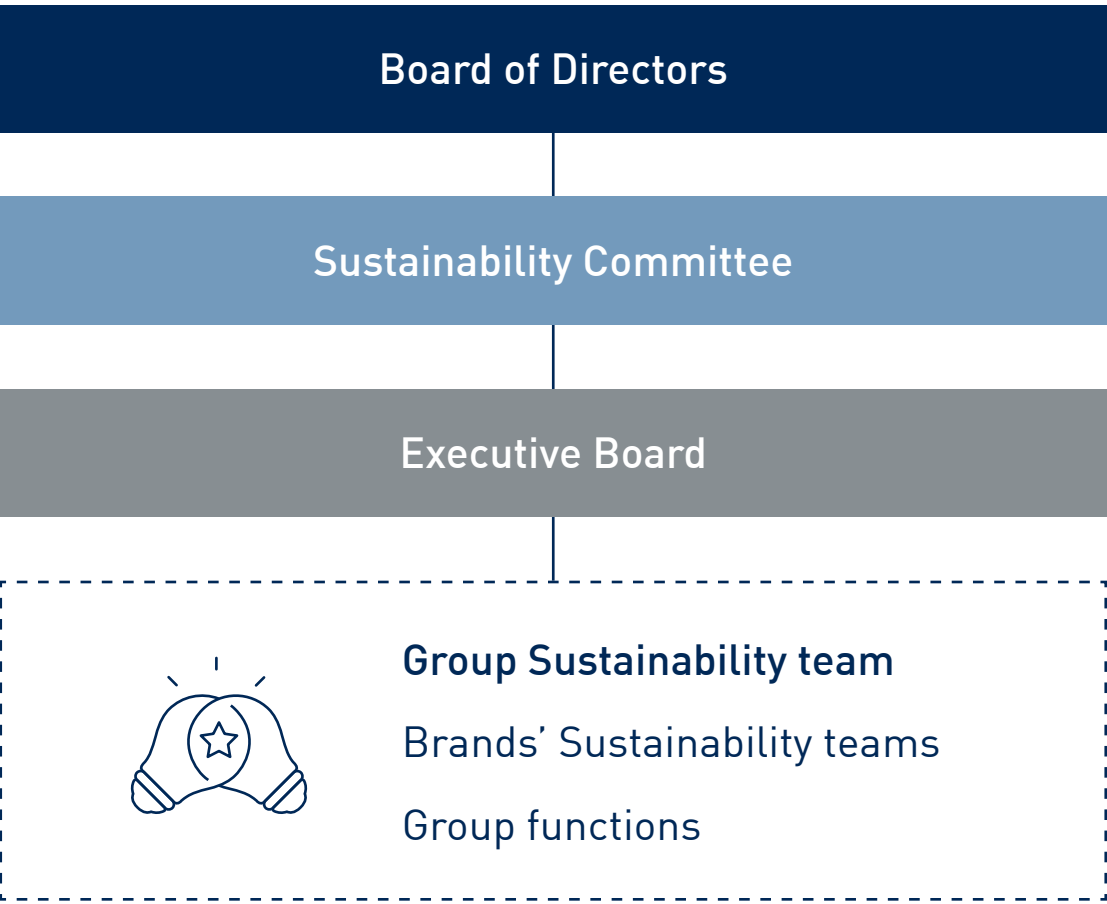 Board of Directors
Sustainability Committee
Executive Board
Group Sustainability team
Brands’ Sustainability teams
Group functions